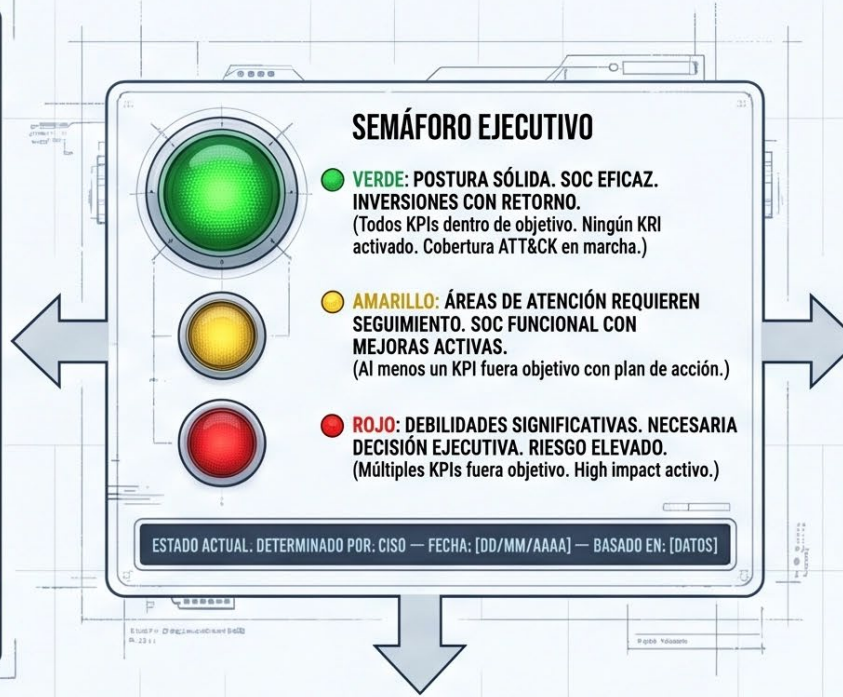 SEMÁFORO EJECUTIVO
VERDE: POSTURA SÓLIDA. SOC EFICAZ.
INVERSIONES CON RETORNO.
(Todos KPIs dentro de objetivo. Ningún KRI
activado. Cobertura ATT&CK en marcha.)
AMARILLO: ÁREAS DE ATENCIÓN REQUIEREN
SEGUIMIENTO. SOC FUNCIONAL CON
MEJORAS ACTIVAS.
(Al menos un KPI fuera objetivo con plan de acción.)
ROJO: DEBILIDADES SIGNIFICATIVAS. NECESARIA
DECISIÓN EJECUTIVA. RIESGO ELEVADO.
(Múltiples KPIs fuera objetivo. High impact activo.)
ESTADO ACTUAL: DETERMINADO POR: CISO — FECHA: [DD/MM/AAAA] — BASADO EN: [DATOS]